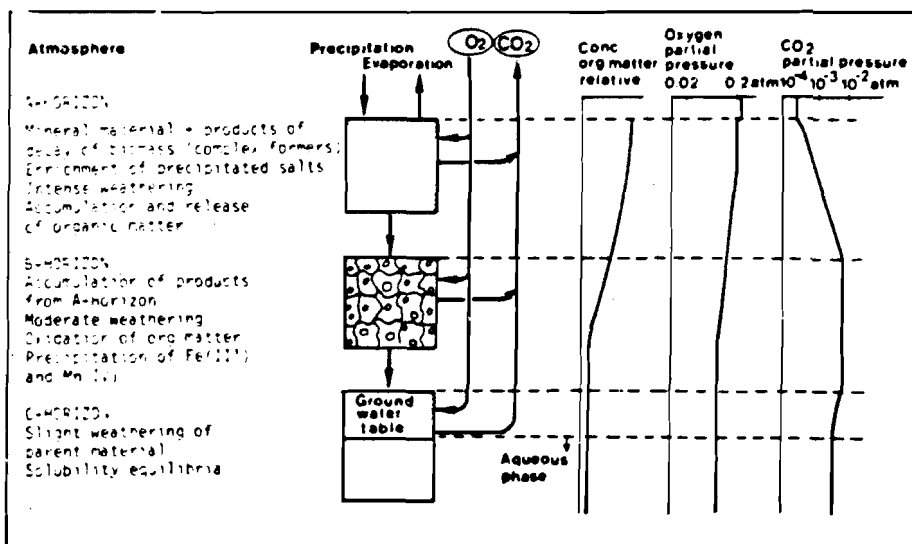 Atmosphere
A-HORIZON
Mineral material + products of
decay of biomass (complex formers)
Enrichment of precipitated salts
Intense weathering
Accumulation and release
of organic matter
B-HORIZON
Accumulation of products
from A-horizon
Moderate weathering
Oxidation of org matter
Precipitation of Fe(III)
and Mn
C-HORIZON
Slight weathering of
parent material
Solubility equilibria
Precipitation
Evaporation
O2 CO2
Ground
water
table
Aqueous
phase
Conc
org matter
relative
Oxygen
partial
pressure
0.02 0.2 atm
CO2
partial pressure
10-4 10-3 10-2 atm